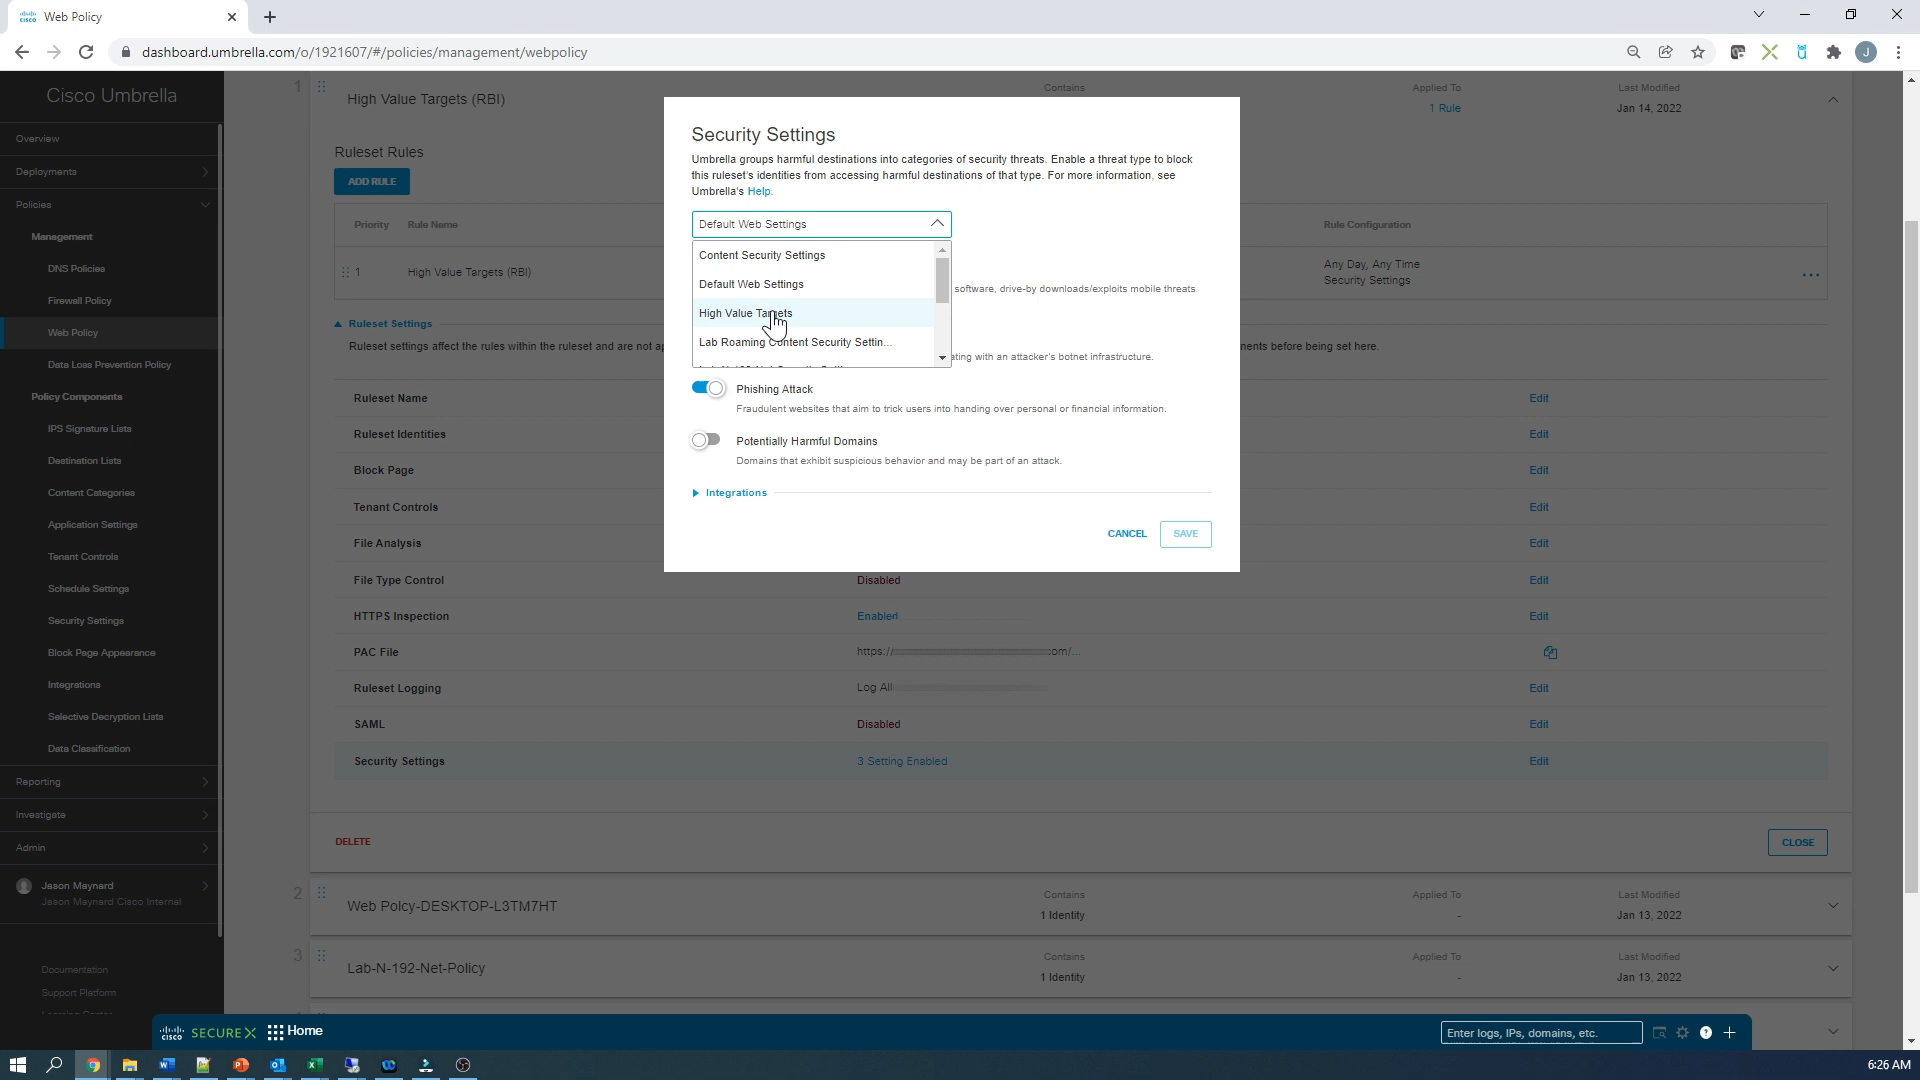 cisco Web Policy
dashboard.umbrella.com/o/1921607/#/policies/management/webpolicy
J
Cisco Umbrella
Overview
Deployments
Policies
Management
DNS Policies
Firewall Policy
Web Policy
Data Loss Prevention Policy
Policy Components
IPS Signature Lists
Destination Lists
Content Categories
Application Settings
Tenant Controls
Schedule Settings
Security Settings
Block Page Appearance
Integrations
Selective Decryption Lists
Data Classification
Reporting
Investigate
Admin
Jason Maynard
Jason Maynard Cisco Internal
Documentation
Support Platform
1 High Value Targets (RBI) Contains Applied To 1 Rule Last Modified Jan 14, 2022
Ruleset Rules
ADD RULE
Priority Rule Name Rule Configuration
1 High Value Targets (RBI) Any Day, Any Time
Security Settings
...
Ruleset Settings
Ruleset settings affect the rules within the ruleset and are not ap nents before being set here.
Ruleset Name Edit
Ruleset Identities Edit
Block Page Edit
Tenant Controls Edit
File Analysis Edit
File Type Control Disabled Edit
HTTPS Inspection Enabled Edit
PAC File https:// com/...
Ruleset Logging Log All Edit
SAML Disabled Edit
Security Settings 3 Setting Enabled Edit
DELETE CLOSE
Security Settings
Umbrella groups harmful destinations into categories of security threats. Enable a threat type to block
this ruleset's identities from accessing harmful destinations of that type. For more information, see
Umbrella's Help.
Default Web Settings
Content Security Settings
Default Web Settings
High Value Targets
Lab Roaming Content Security Settin...
software, drive-by downloads/exploits mobile threats
ating with an attacker's botnet infrastructure.
Phishing Attack
Fraudulent websites that aim to trick users into handing over personal or financial information.
Potentially Harmful Domains
Domains that exhibit suspicious behavior and may be part of an attack.
Integrations
CANCEL SAVE
2 Web Polcy-DESKTOP-L3TM7HT Contains 1 Identity Applied To - Last Modified Jan 13, 2022
3 Lab-N-192-Net-Policy Contains 1 Identity Applied To - Last Modified Jan 13, 2022
cisco SECUREX Home Enter logs, IPs, domains, etc.
6:26 AM